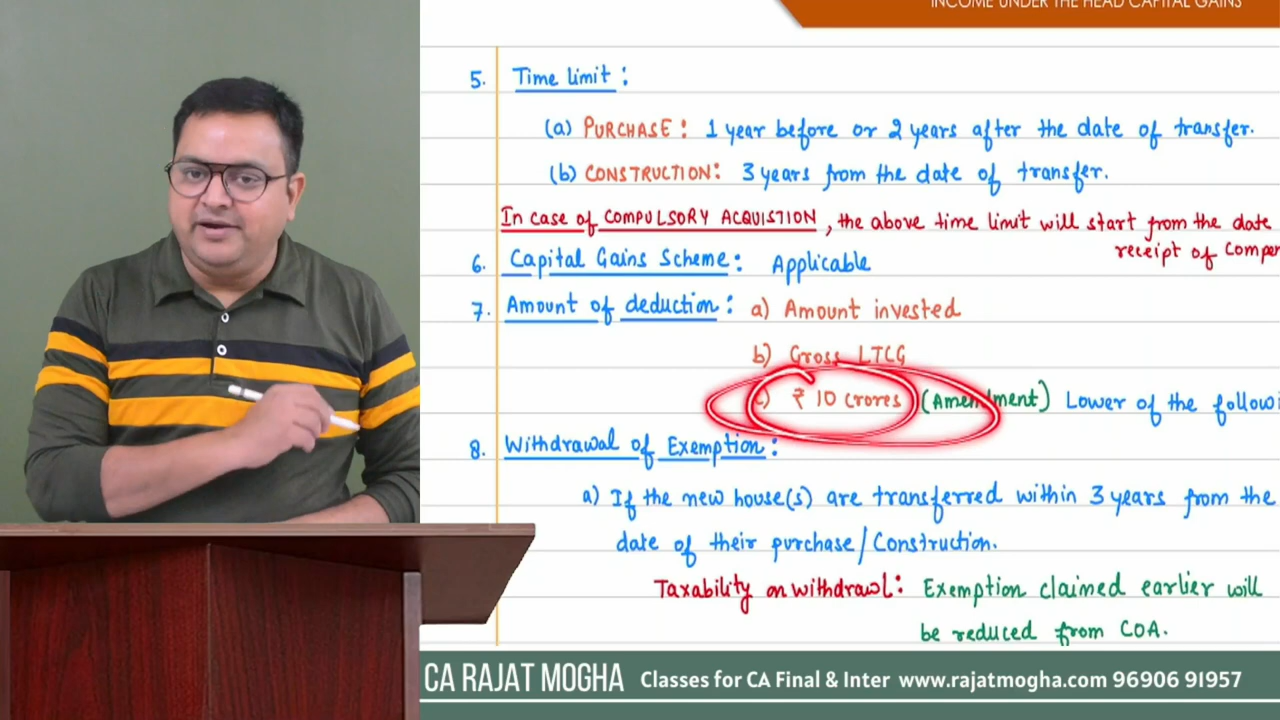 INCOME UNDER THE HEAD CAPITAL GAINS
5. Time limit :
(a) PURCHASE : 1 year before or 2 years after the date of transfer.
(b) CONSTRUCTION : 3 years from the date of transfer.
In case of COMPULSORY ACQUISTION , the above time limit will start from the date
receipt of
6. Capital Gains Scheme : Applicable
7. Amount of deduction : a) Amount invested
b) Gross LTCG
c) ₹ 10 crores (Amendment) Lower of the
8. Withdrawal of Exemption :
a) If the new house(s) are transferred within 3 years from the
date of their purchase/Construction.
Taxability on withdrawl : Exemption claimed earlier will
be reduced from COA.
CA RAJAT MOGHA Classes for CA Final & Inter www.rajatmogha.com 96906 91957